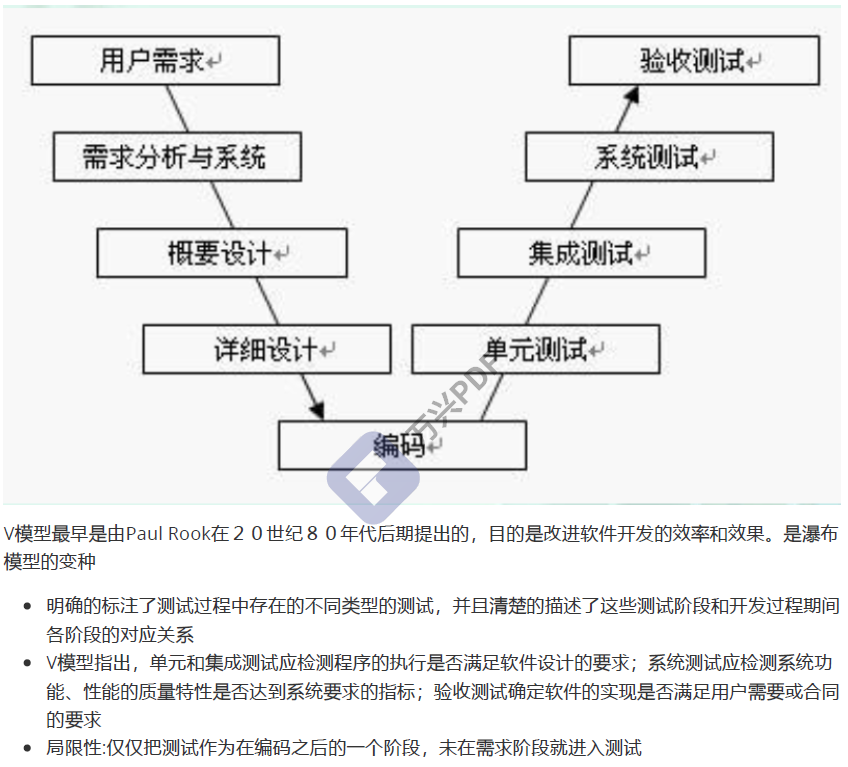 用户需求
验收测试
需求分析与系统
系统测试
概要设计
集成测试
详细设计
单元测试
编码
万兴PDF
V模型最早是由Paul Rook在２０世纪８０年代后期提出的，目的是改进软件开发的效率和效果。是瀑布
模型的变种
明确的标注了测试过程中存在的不同类型的测试，并且清楚的描述了这些测试阶段和开发过程期间
各阶段的对应关系
V模型指出，单元和集成测试应检测程序的执行是否满足软件设计的要求；系统测试应检测系统功
能、性能的质量特性是否达到系统要求的指标；验收测试确定软件的实现是否满足用户需要或合同
的要求
局限性:仅仅把测试作为在编码之后的一个阶段，未在需求阶段就进入测试